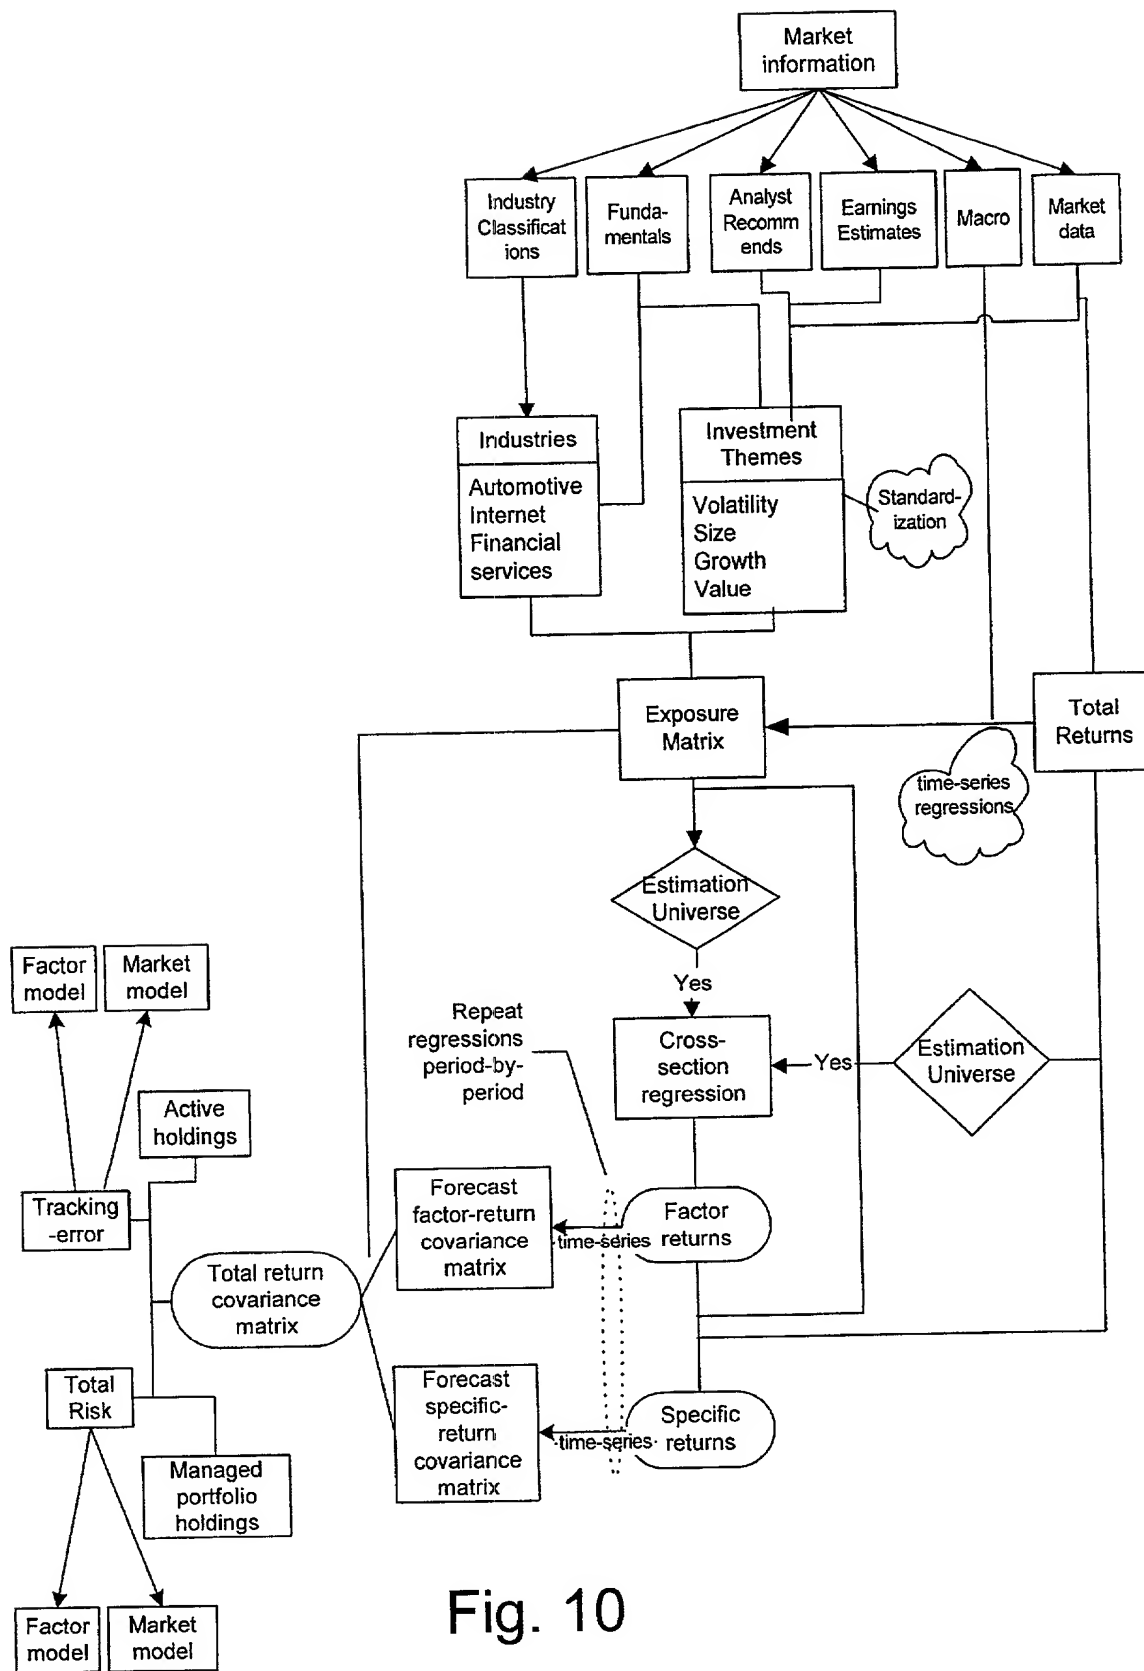 Market
information
Industry
Classificat
ions
Funda-
mentals
Analyst
Recomm
ends
Earnings
Estimates
Macro
Market
data
Industries
Automotive
Internet
Financial
services
Investment
Themes
Volatility
Size
Growth
Value
Standard-
ization
Exposure
Matrix
Total
Returns
time-series
regressions
Estimation
Universe
Yes
Cross-
section
regression
Yes
Estimation
Universe
Repeat
regressions
period-by-
period
Factor
model
Market
model
Active
holdings
Tracking
-error
Total return
covariance
matrix
Forecast
factor-return
covariance
matrix
time-series
Factor
returns
Total
Risk
Managed
portfolio
holdings
Forecast
specific-
return
covariance
matrix
time-series
Specific
returns
Factor
model
Market
model
Fig. 10